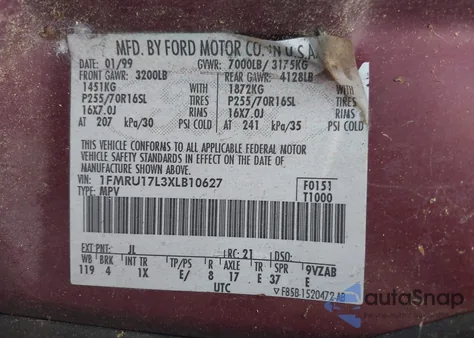 MFD. BY FORD MOTOR CO. IN U.S.A.
DATE: 01/99 GVWR: 7000LB/ 3175KG
FRONT GAWR: 3200LB REAR GAWR: 4128LB
1451KG WITH 1872KG WITH
P255/70R16SL TIRES P255/70R16SL TIRES
16X7.0J RIMS 16X7.0J RIMS
AT 207 kPa/30 PSI COLD AT 241 kPa/35 PSI COLD
THIS VEHICLE CONFORMS TO ALL APPLICABLE FEDERAL MOTOR
VEHICLE SAFETY STANDARDS IN EFFECT ON THE DATE OF
MANUFACTURE SHOWN ABOVE.
VIN: 1FMRU17L3XLB10627 F0151
TYPE: MPV T1000
EXT PNT: JL RC: 21 DSO:
WB BRK INT TR TP/PS R AXLE TR SPR 9VZAB
119 4 1X E/ 8 17 E 37 E
UTC F85B-1520472-AB
AutoSnap